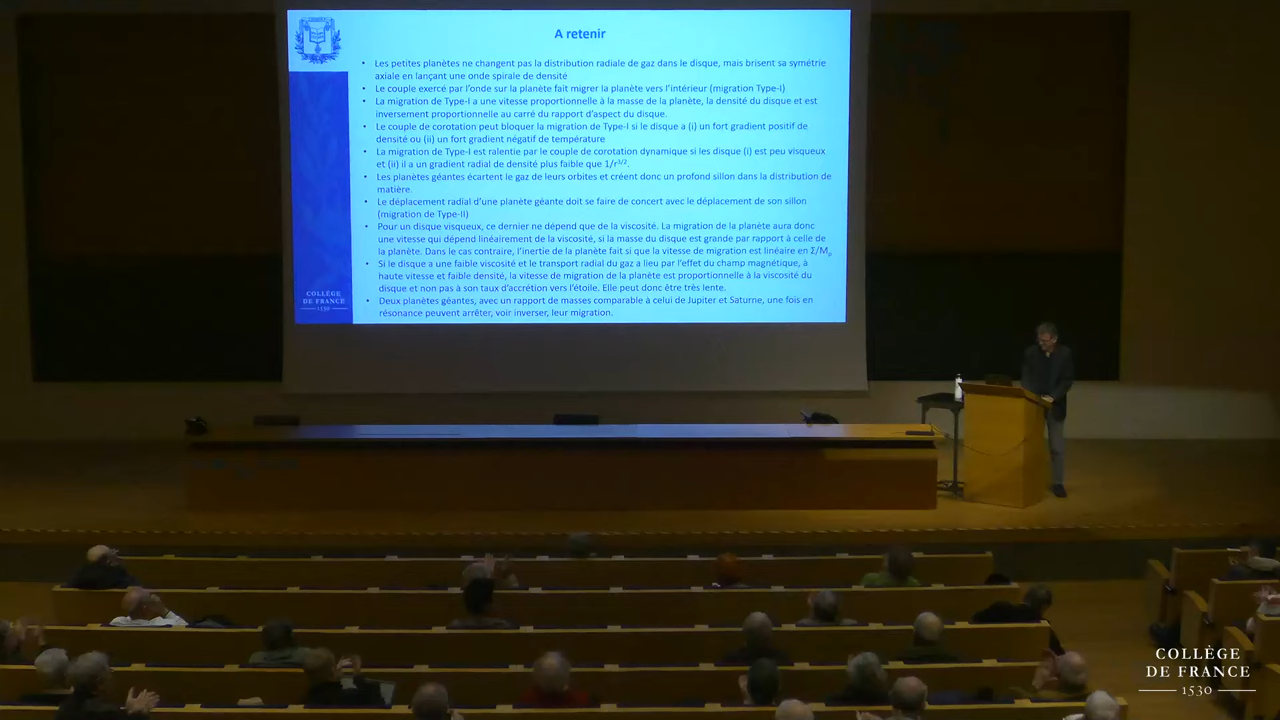 A retenir
• Les petites planètes ne changent pas la distribution radiale de gaz dans le disque, mais brisent sa symétrie
axiale en lançant une onde spirale de densité
• Le couple exercé par l'onde sur la planète fait migrer la planète vers l'intérieur (migration Type-I)
• La migration de Type-I a une vitesse proportionnelle à la masse de la planète, la densité du disque et est
inversement proportionnelle au carré du rapport d'aspect du disque.
• Le couple de corotation peut bloquer la migration de Type-I si le disque a (i) un fort gradient positif de
densité ou (ii) un fort gradient négatif de température
• La migration de Type-I est ralentie par le couple de corotation dynamique si les disque (i) est peu visqueux
et (ii) il a un gradient radial de densité plus faible que 1/r^3/2.
• Les planètes géantes écartent le gaz de leurs orbites et créent donc un profond sillon dans la distribution de
matière.
• Le déplacement radial d'une planète géante doit se faire de concert avec le déplacement de son sillon
(migration de Type-II)
• Pour un disque visqueux, ce dernier ne dépend que de la viscosité. La migration de la planète aura donc
une vitesse qui dépend linéairement de la viscosité, si la masse du disque est grande par rapport à celle de
la planète. Dans le cas contraire, l'inertie de la planète fait si que la vitesse de migration est linéaire en Σ/Mp
• Si le disque a une faible viscosité et le transport radial du gaz a lieu par l'effet du champ magnétique, à
haute vitesse et faible densité, la vitesse de migration de la planète est proportionnelle à la viscosité du
disque et non pas à son taux d'accrétion vers l'étoile. Elle peut donc être très lente.
• Deux planètes géantes, avec un rapport de masses comparable à celui de Jupiter et Saturne, une fois en
résonance peuvent arrêter, voir inverser, leur migration.
COLLÈGE
DE FRANCE
1530
COLLÈGE
DE FRANCE
1530